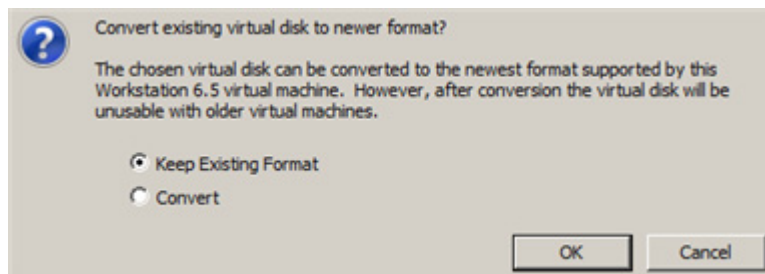 Convert existing virtual disk to newer format?
The chosen virtual disk can be converted to the newest format supported by this
Workstation 6.5 virtual machine.  However, after conversion the virtual disk will be
unusable with older virtual machines.
Keep Existing Format
Convert
OK Cancel